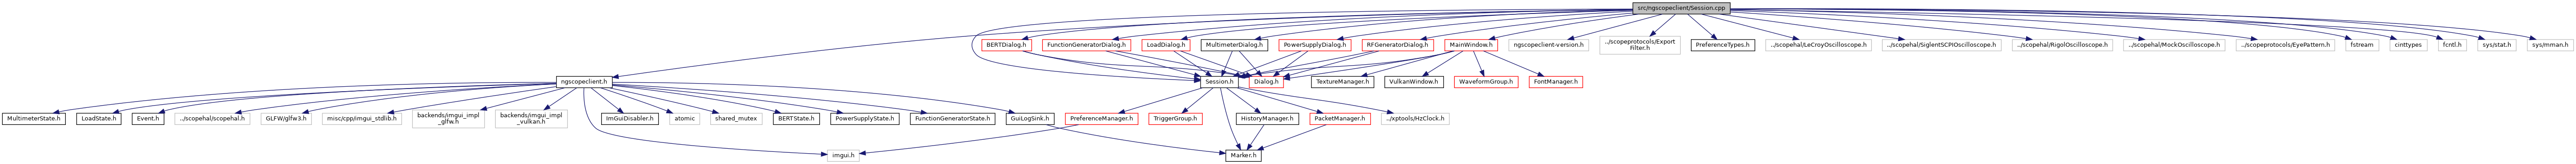 src/ngscopeclient/Session.cpp
BERTDialog.h
FunctionGeneratorDialog.h
LoadDialog.h
MultimeterDialog.h
PowerSupplyDialog.h
RFGeneratorDialog.h
MainWindow.h
ngscopeclient-version.h
../scopeprotocols/Export
Filter.h
PreferenceTypes.h
../scopehal/LeCroyOscilloscope.h
../scopehal/SiglentSCPIOscilloscope.h
../scopehal/RigolOscilloscope.h
../scopehal/MockOscilloscope.h
../scopeprotocols/EyePattern.h
fstream
cinttypes
fcntl.h
sys/stat.h
sys/mman.h
ngscopeclient.h
Session.h
Dialog.h
TextureManager.h
VulkanWindow.h
WaveformGroup.h
FontManager.h
MultimeterState.h
LoadState.h
Event.h
../scopehal/scopehal.h
GLFW/glfw3.h
misc/cpp/imgui_stdlib.h
backends/imgui_impl
_glfw.h
backends/imgui_impl
_vulkan.h
ImGuiDisabler.h
atomic
shared_mutex
BERTState.h
PowerSupplyState.h
FunctionGeneratorState.h
GuiLogSink.h
PreferenceManager.h
TriggerGroup.h
HistoryManager.h
PacketManager.h
../xptools/HzClock.h
imgui.h
Marker.h